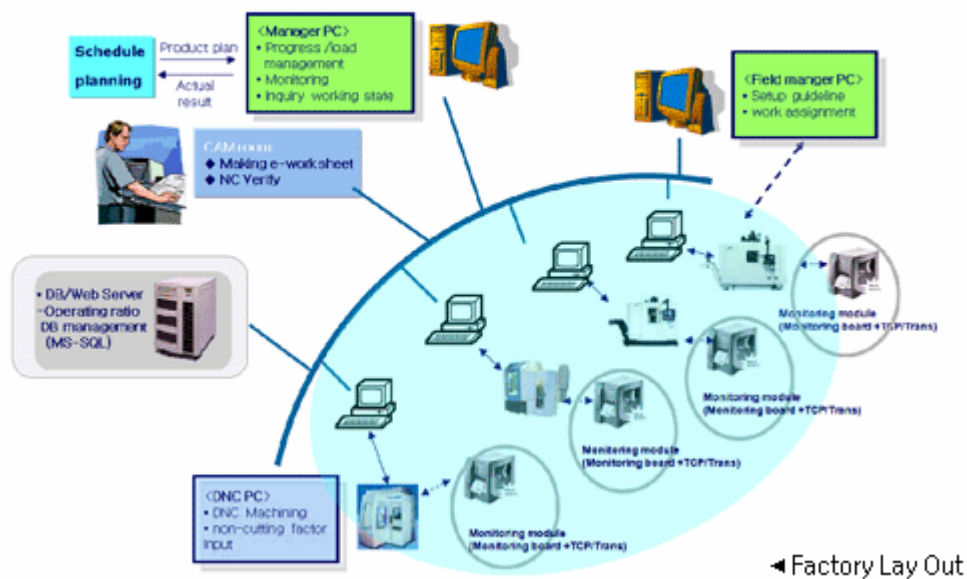 Schedule
planning
Product plan
Actual
result
<Manager PC>
• Progress /load
management
• Monitoring
• Inquiry working state
<Field manger PC>
• Setup guideline
• work assignment
CAM room
◆ Making e-work sheet
◆ NC Verify
• DB/Web Server
-Operating ratio
DB management
(MS-SQL)
Monitoring module
(Monitoring board +TCP/Trans)
Monitoring module
(Monitoring board +TCP/Trans)
Monitoring module
(Monitoring board +TCP/Trans)
Monitoring module
(Monitoring board +TCP/Trans)
<DNC PC>
• DNC Machining
• non-cutting factor
Input
◄ Factory Lay Out